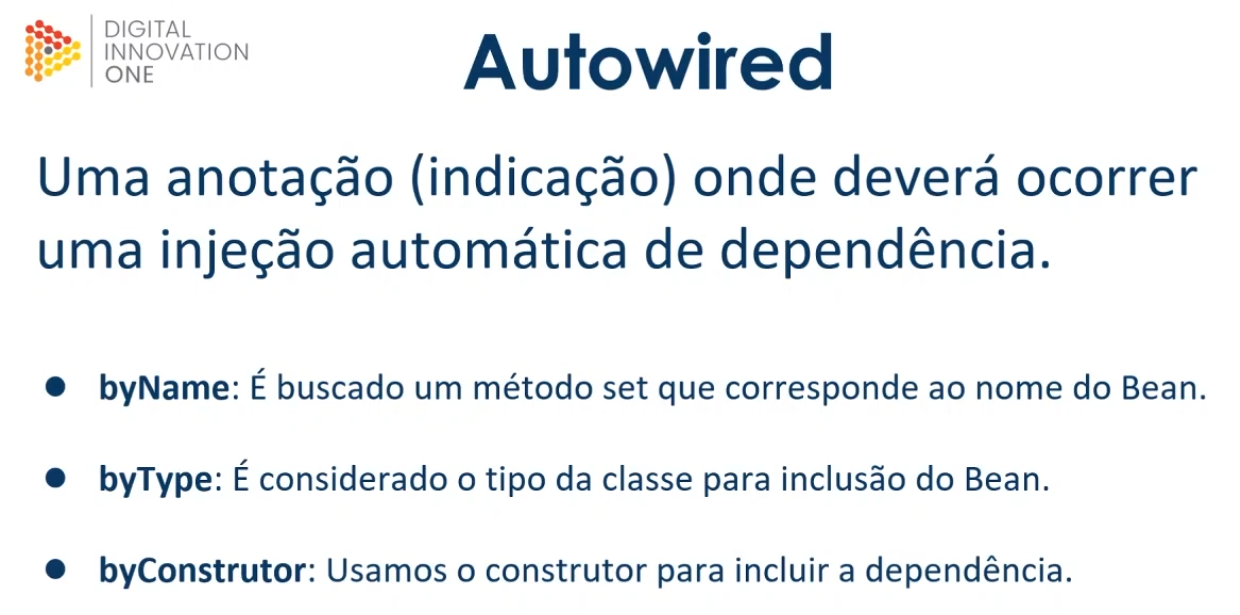 DIGITAL
INNOVATION
ONE
Autowired
Uma anotação (indicação) onde deverá ocorrer
uma injeção automática de dependência.
● byName: É buscado um método set que corresponde ao nome do Bean.
● byType: É considerado o tipo da classe para inclusão do Bean.
● byConstrutor: Usamos o construtor para incluir a dependência.